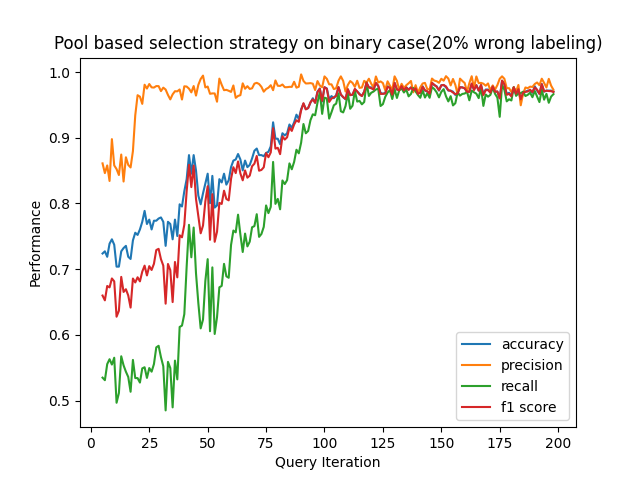 Pool based selection strategy on binary case(20% wrong labeling)
1.0
0.9
0.8
0.7
0.6
0.5
Performance
0
25
50
75
100
125
150
175
200
Query Iteration
accuracy
precision
recall
f1 score